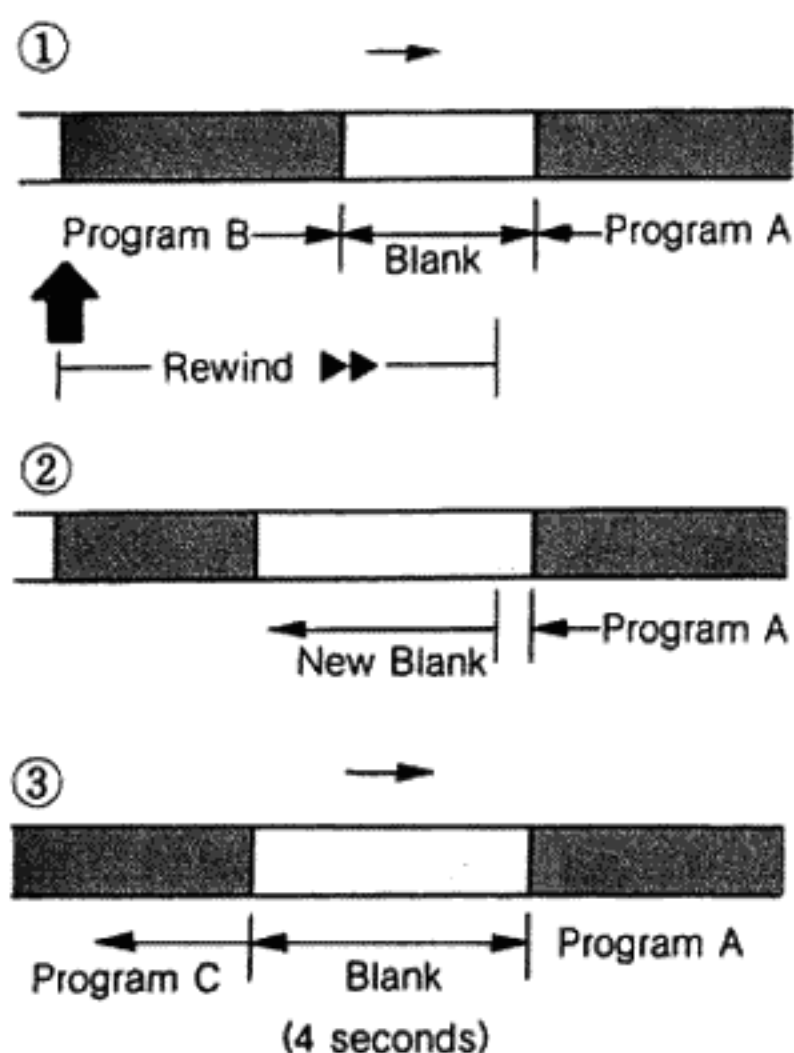 ①
Program B Blank Program A
Rewind
②
New Blank Program A
③
Program C Blank Program A
(4 seconds)